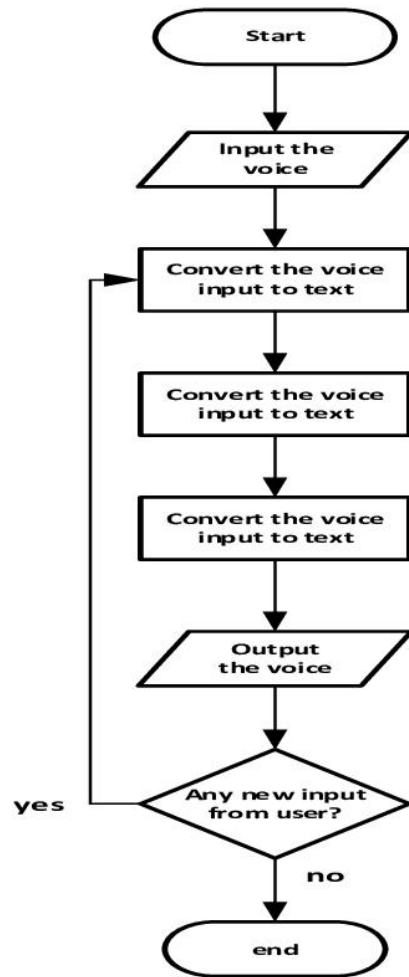 Start
Input the
voice
Convert the voice
input to text
Convert the voice
input to text
Convert the voice
input to text
Output
the voice
Any new input
from user?
yes
no
end